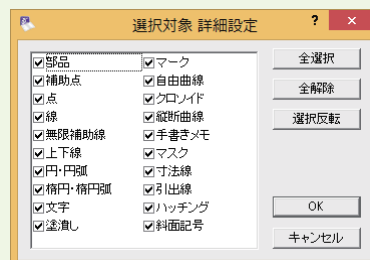 選択対象 詳細設定
? ×
部品
補助点
点
線
無限補助線
上下線
円・円弧
楕円・楕円弧
文字
塗潰し
マーク
自由曲線
クロソイド
縦断曲線
手書きメモ
マスク
寸法線
引出線
ハッチング
斜面記号
全選択
全解除
選択反転
OK
キャンセル